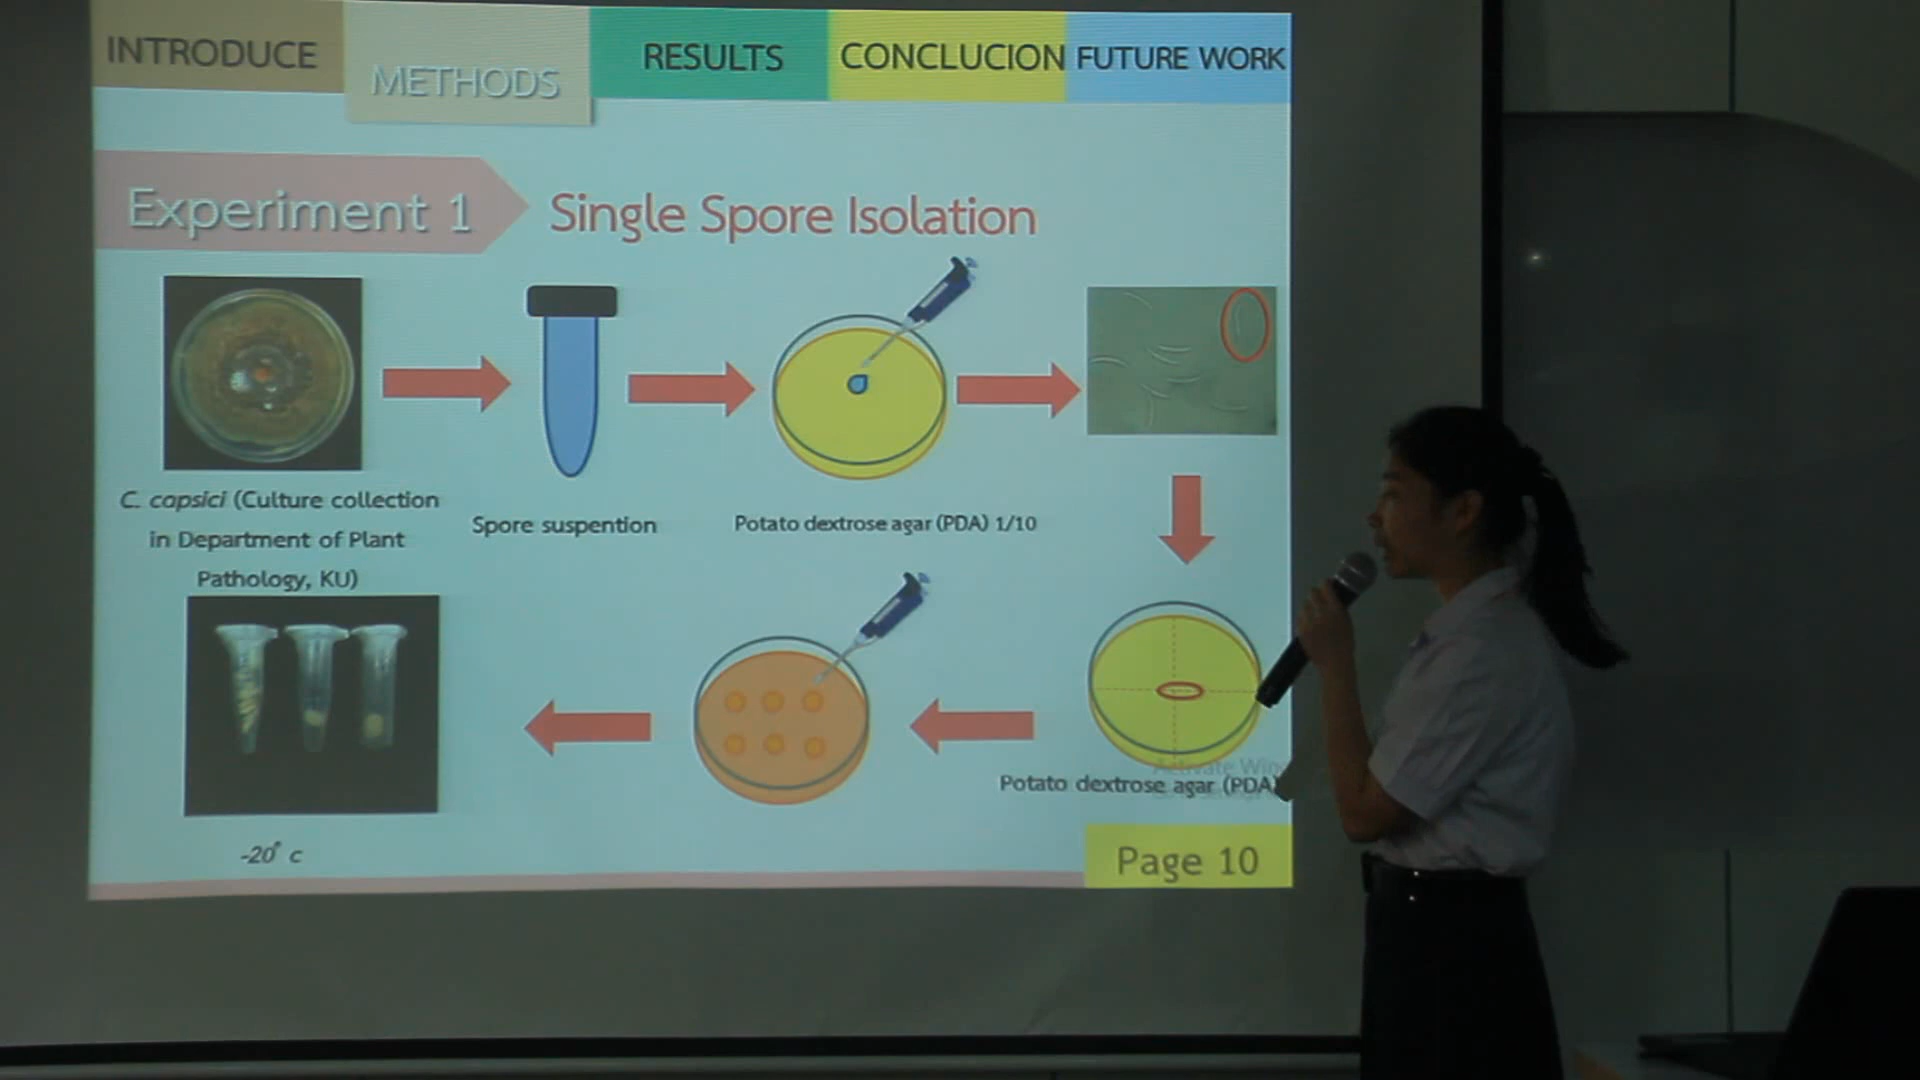 INTRODUCE
METHODS
RESULTS
CONCLUCION
FUTURE WORK
Experiment 1
Single Spore Isolation
C. capsici (Culture collection
in Department of Plant
Pathology, KU)
Spore suspention
Potato dextrose agar (PDA) 1/10
Potato dextrose agar (PDA)
-20° c
Page 10